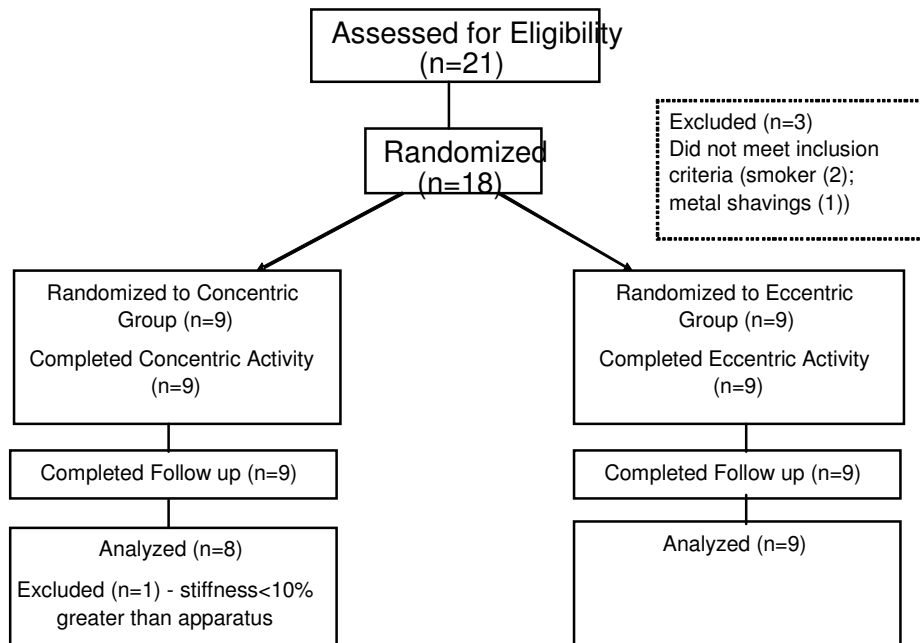 Assessed for Eligibility
(n=21)
Randomized
(n=18)
Excluded (n=3)
Did not meet inclusion
criteria (smoker (2);
metal shavings (1))
Randomized to Concentric
Group (n=9)
Completed Concentric Activity
(n=9)
Randomized to Eccentric
Group (n=9)
Completed Eccentric Activity
(n=9)
Completed Follow up (n=9)
Completed Follow up (n=9)
Analyzed (n=8)
Excluded (n=1) - stiffness<10%
greater than apparatus
Analyzed (n=9)